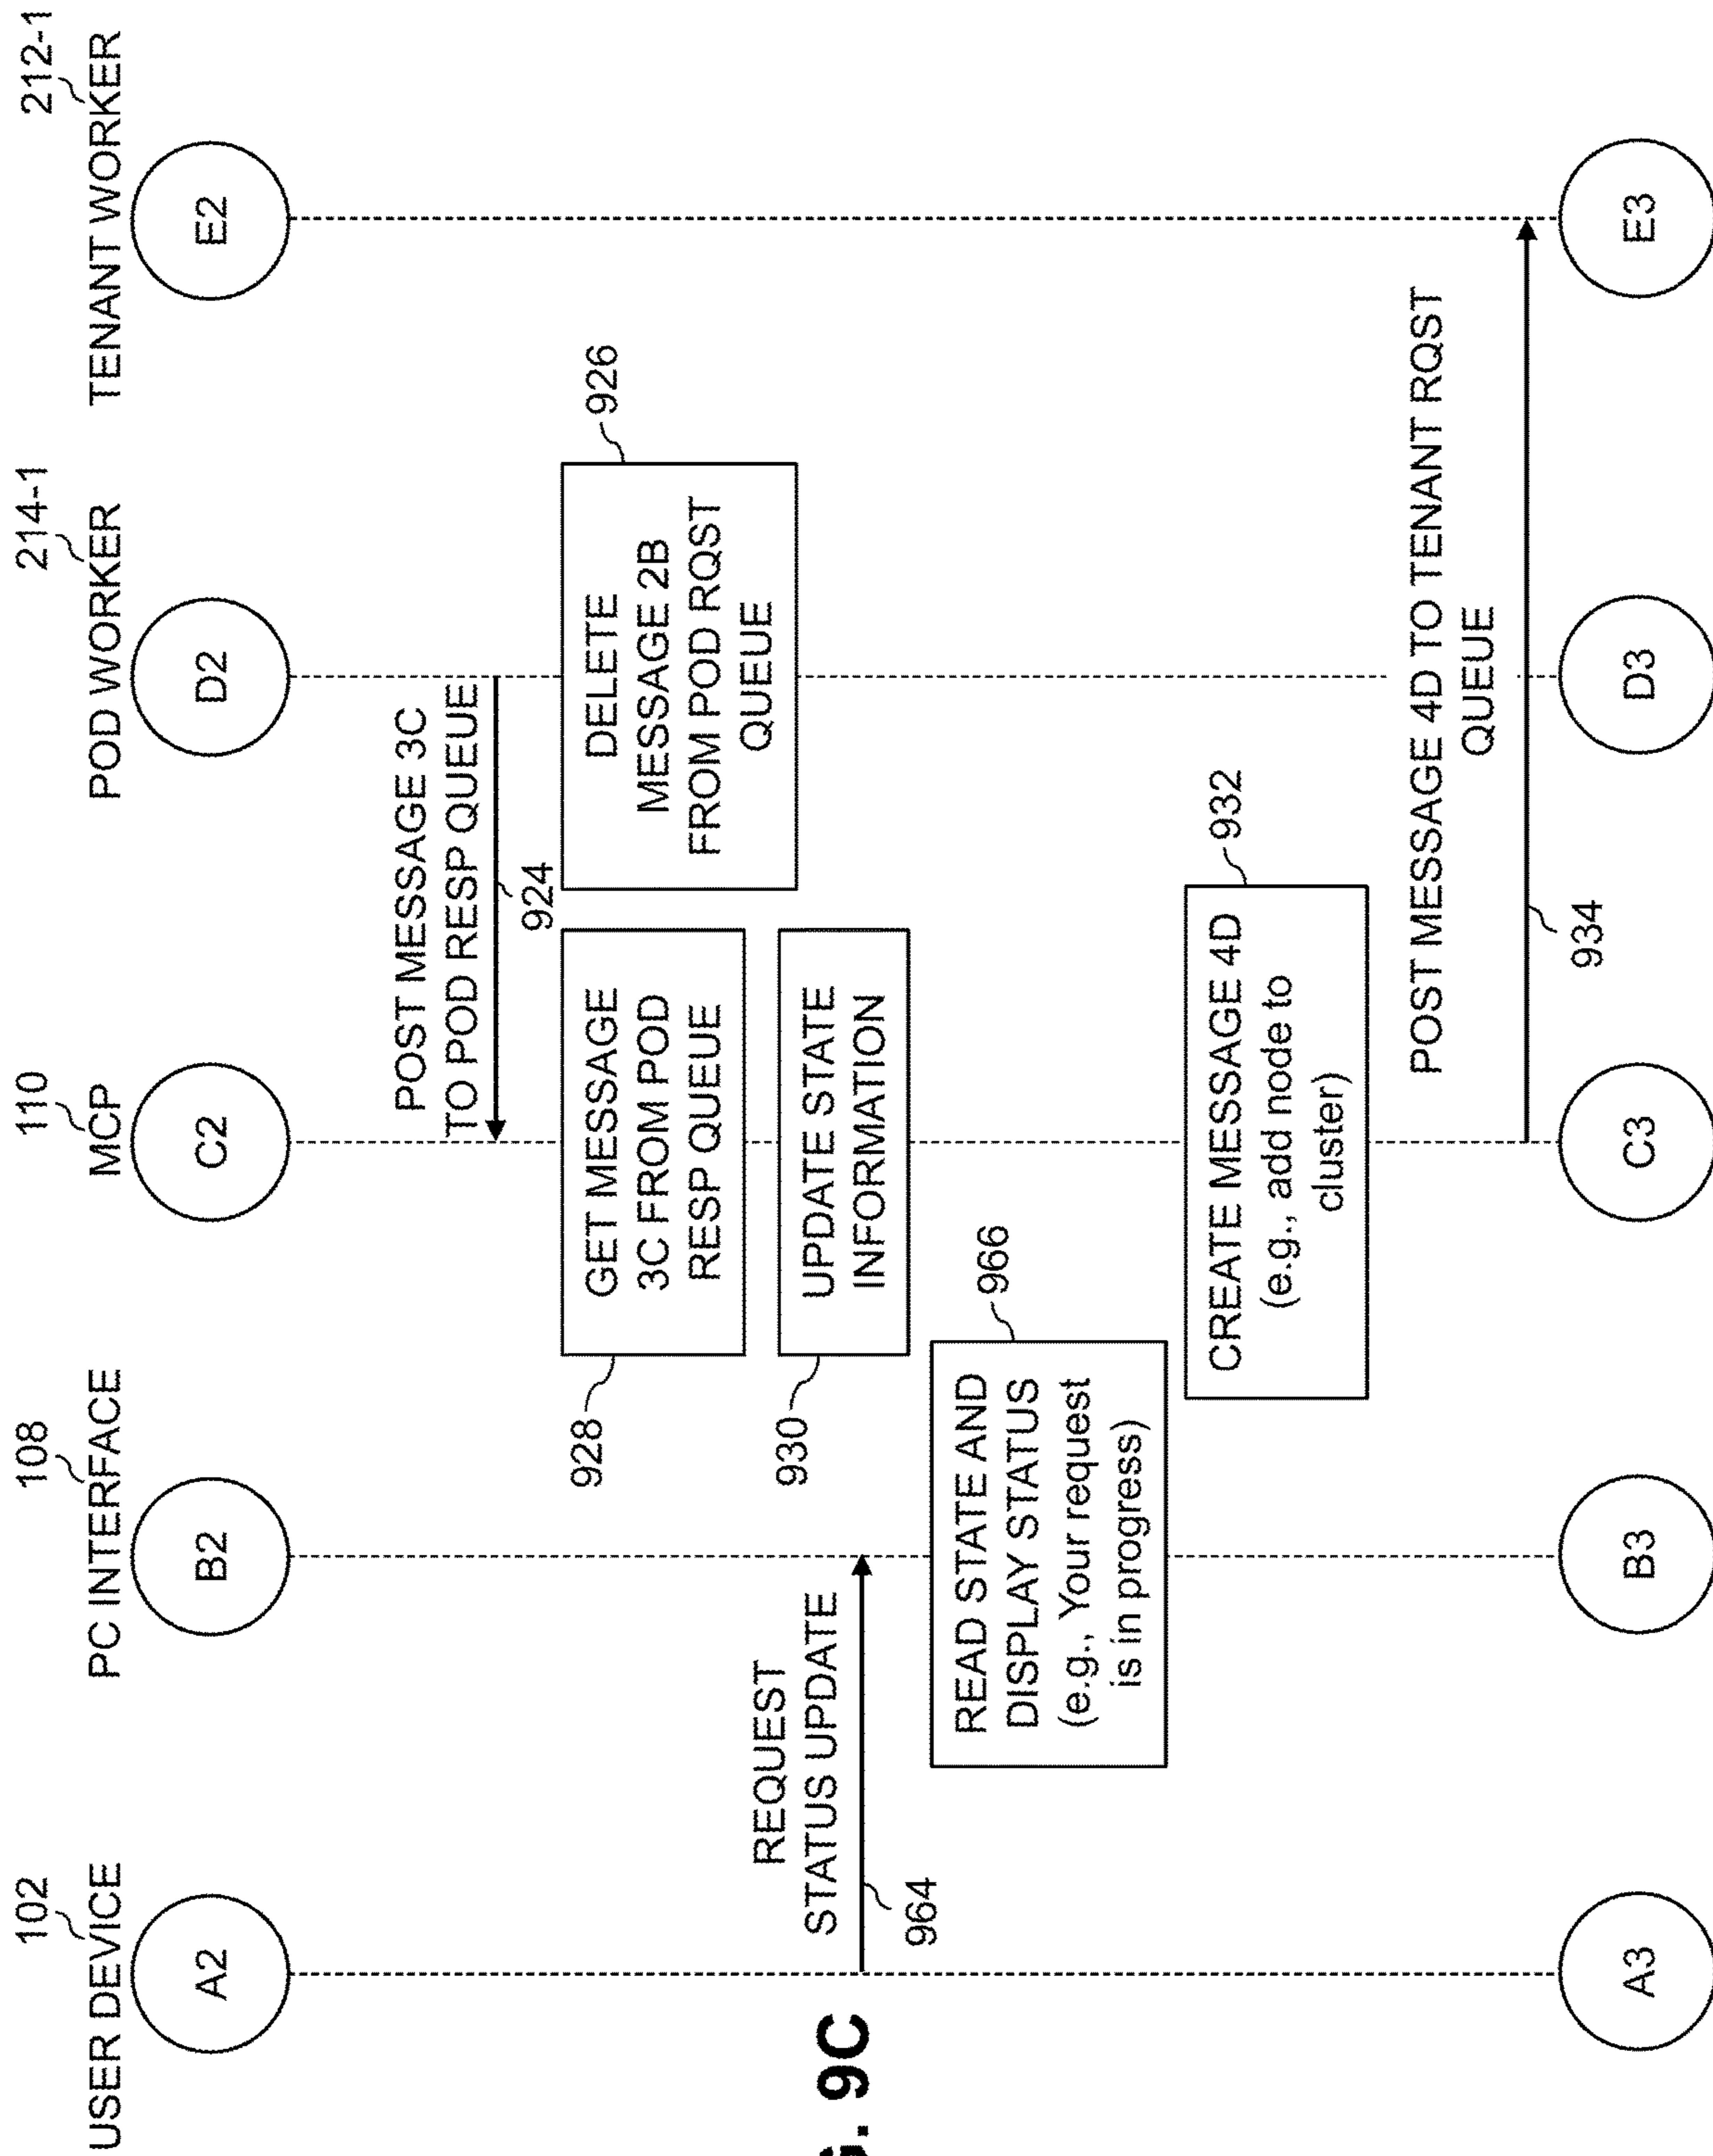 102
USER DEVICE
108
PC INTERFACE
110
MCP
214-1
POD WORKER
212-1
TENANT WORKER
A2
B2
C2
D2
E2
POST MESSAGE 3C
TO POD RESP QUEUE
924
GET MESSAGE
3C FROM POD
RESP QUEUE
928
DELETE
MESSAGE 2B
FROM POD RQST
QUEUE
926
UPDATE STATE
INFORMATION
930
REQUEST
STATUS UPDATE
964
READ STATE AND
DISPLAY STATUS
(e.g., Your request
is in progress)
966
CREATE MESSAGE 4D
(e.g., add node to
cluster)
932
POST MESSAGE 4D TO TENANT RQST
QUEUE
934
A3
B3
C3
D3
E3
9C